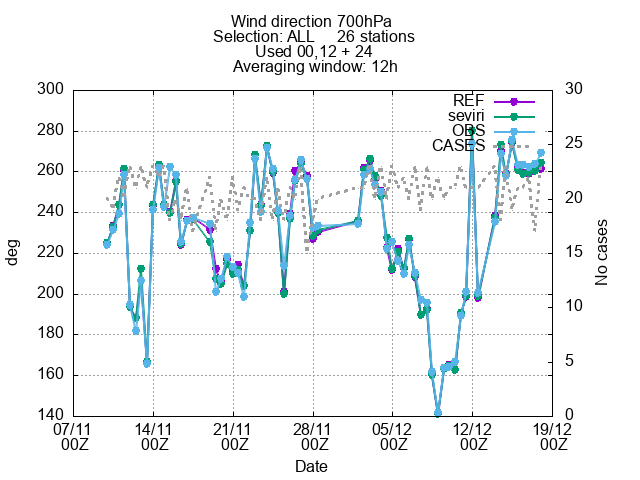 Wind direction 700hPa
Selection: ALL 26 stations
Used 00,12 + 24
Averaging window: 12h
300 30
REF
280
seviri
OBS
25
CASES
260
240 20
No cases
deg
220 15
200 10
180
160 5
140 0
07/11 14/11 21/11 28/11 05/12 12/12 19/12
00Z 00Z 00Z 00Z 00Z 00Z 00Z
Date